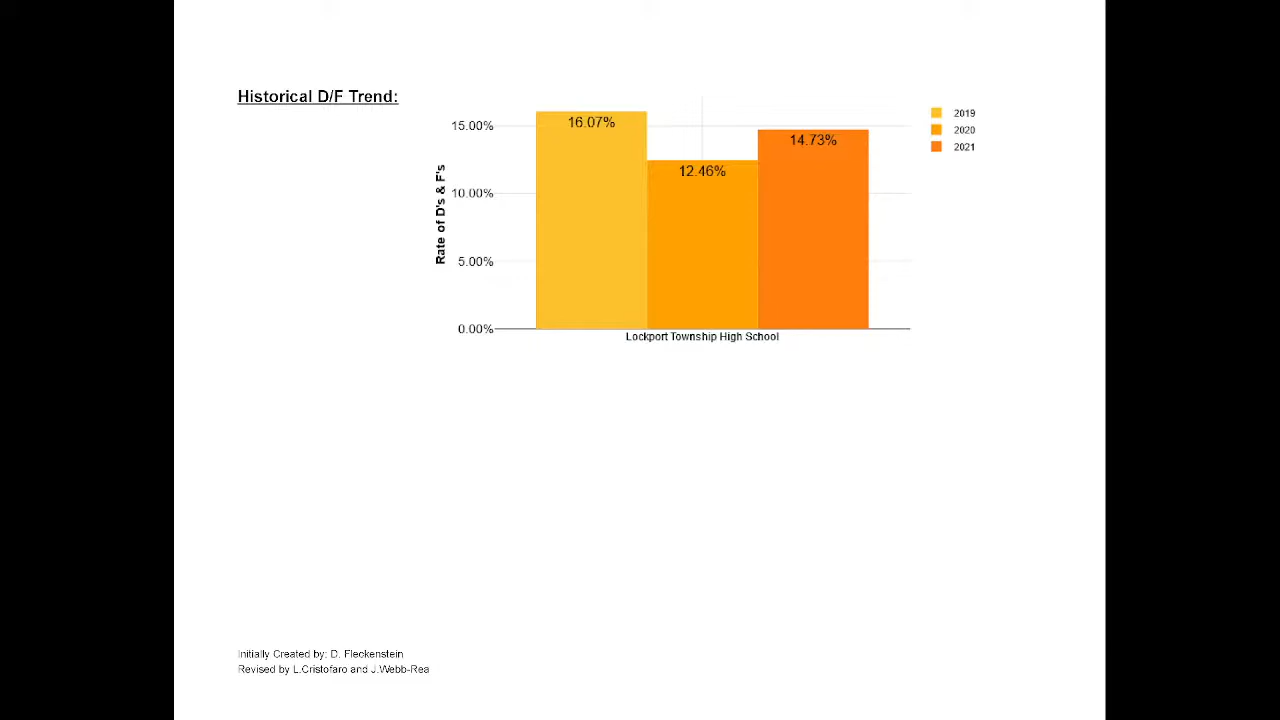 Historical D/F Trend:
Rate of D's & F's
15.00%
10.00%
5.00%
0.00%
16.07%
12.46%
14.73%
Lockport Township High School
2019
2020
2021
Initially Created by: D. Fleckenstein
Revised by L.Cristofaro and J.Webb-Rea